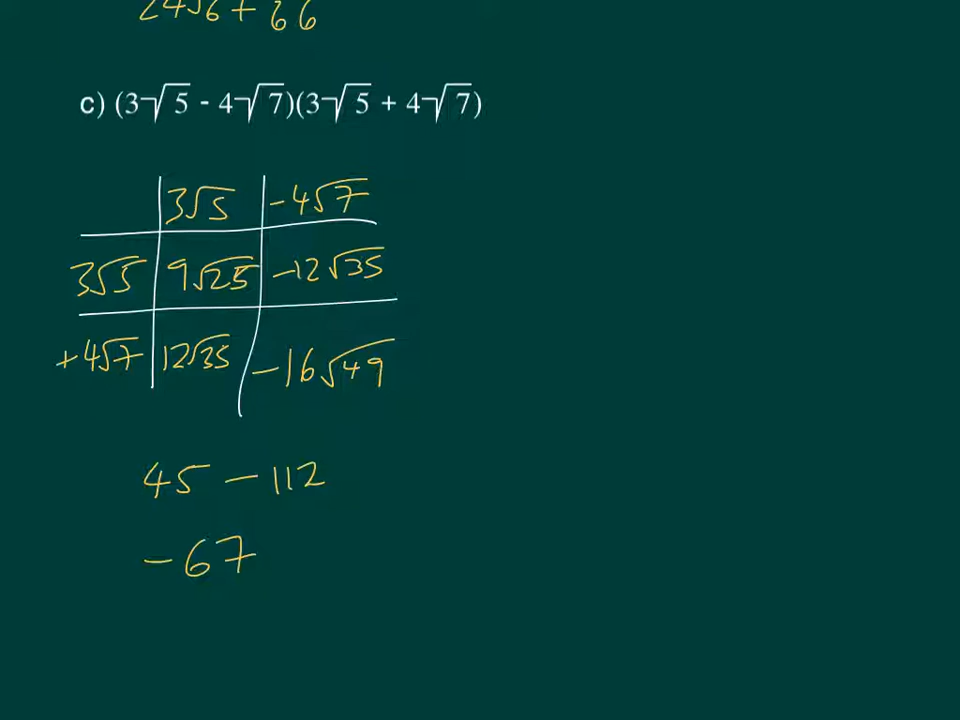 24√6 + 66
c) (3√5 - 4√7)(3√5 + 4√7)
3√5 -4√7
3√5 9√25 -12√35
+4√7 12√35 -16√49
45 - 112
-67